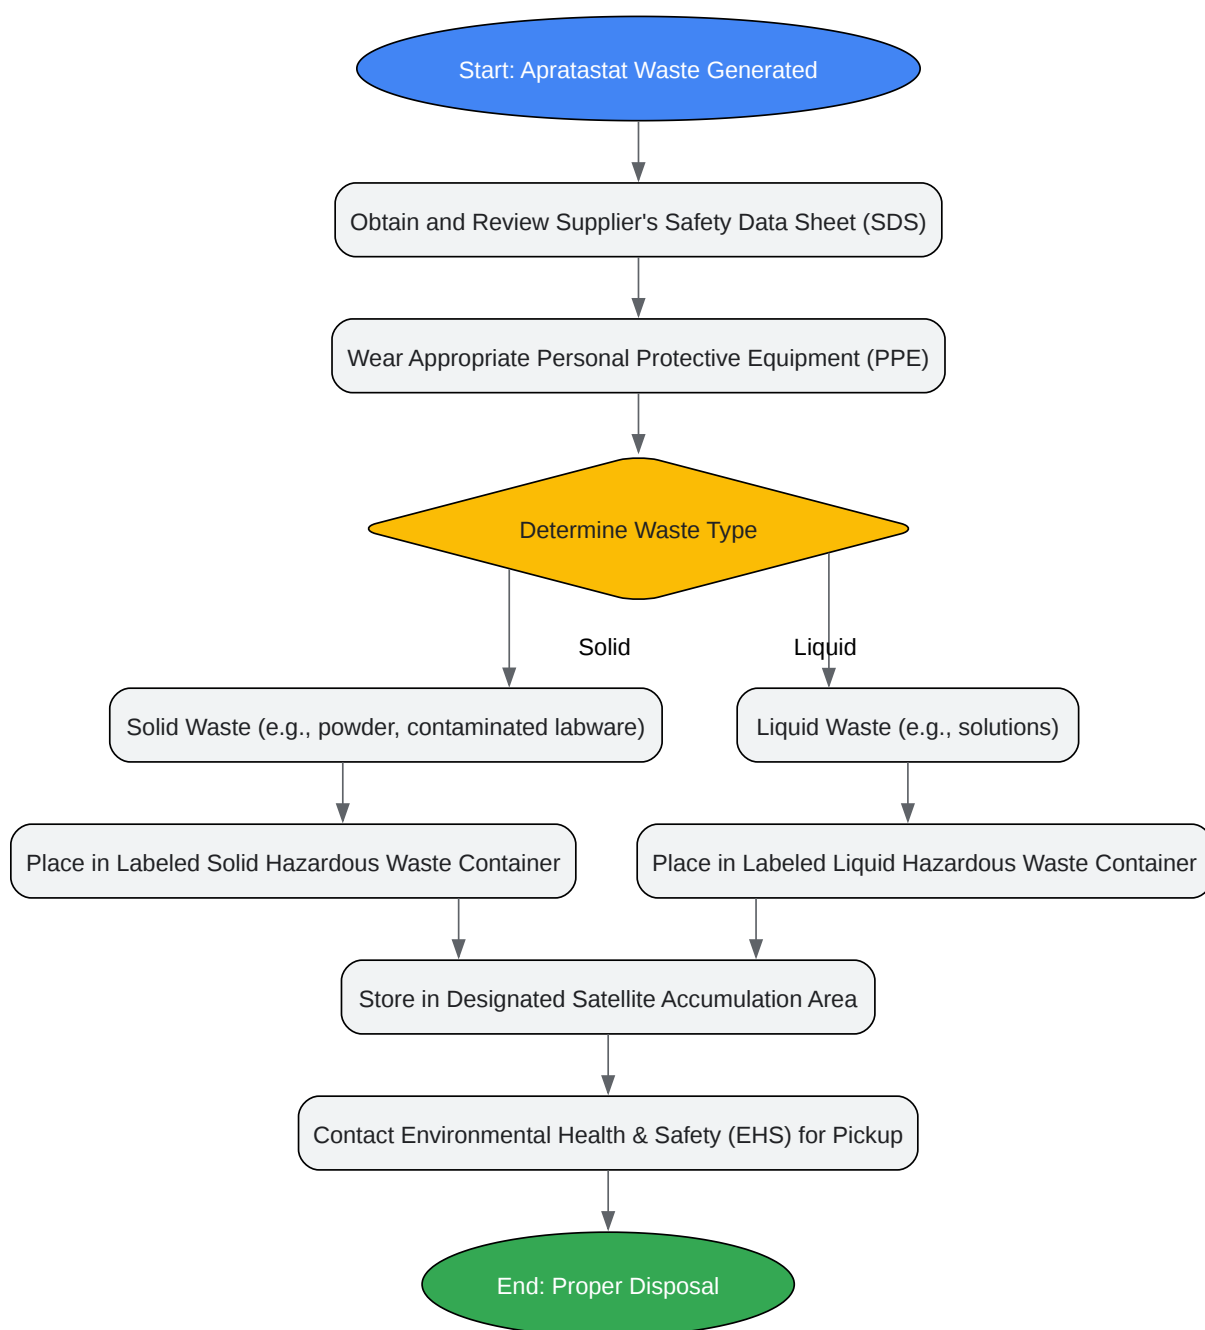 Start: Apratastat Waste Generated
Obtain and Review Supplier's Safety Data Sheet (SDS)
Wear Appropriate Personal Protective Equipment (PPE)
Determine Waste Type
Solid
Liquid
Solid Waste (e.g., powder, contaminated labware)
Liquid Waste (e.g., solutions)
Place in Labeled Solid Hazardous Waste Container
Place in Labeled Liquid Hazardous Waste Container
Store in Designated Satellite Accumulation Area
Contact Environmental Health & Safety (EHS) for Pickup
End: Proper Disposal